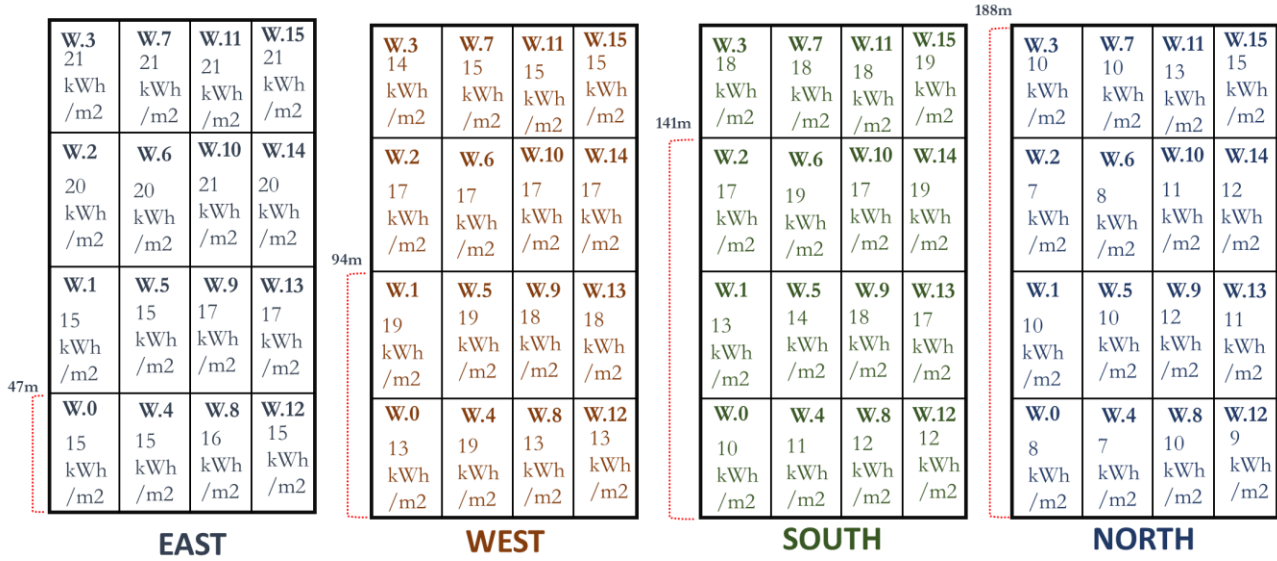 188m
W.3 W.7 W.11 W.15
21 21 21 21
kWh kWh kWh kWh
/m2 /m2 /m2 /m2
W.2 W.6 W.10 W.14
20 20 21 20
kWh kWh kWh kWh
/m2 /m2 /m2 /m2
W.1 W.5 W.9 W.13
15 15 17 17
kWh kWh kWh kWh
/m2 /m2 /m2 /m2
47m
W.0 W.4 W.8 W.12
15 15 16 15
kWh kWh kWh kWh
/m2 /m2 /m2 /m2
EAST
W.3 W.7 W.11 W.15
14 15 15 15
kWh kWh kWh kWh
/m2 /m2 /m2 /m2
W.2 W.6 W.10 W.14
17 17 17 17
kWh kWh kWh kWh
/m2 /m2 /m2 /m2
94m
W.1 W.5 W.9 W.13
19 19 18 18
kWh kWh kWh kWh
/m2 /m2 /m2 /m2
W.0 W.4 W.8 W.12
13 19 13 13
kWh kWh kWh kWh
/m2 /m2 /m2 /m2
WEST
W.3 W.7 W.11 W.15
18 18 18 19
kWh kWh kWh kWh
/m2 /m2 /m2 /m2
141m
W.2 W.6 W.10 W.14
17 19 17 19
kWh kWh kWh kWh
/m2 /m2 /m2 /m2
W.1 W.5 W.9 W.13
13 14 18 17
kWh kWh kWh kWh
/m2 /m2 /m2 /m2
W.0 W.4 W.8 W.12
10 11 12 12
kWh kWh kWh kWh
/m2 /m2 /m2 /m2
SOUTH
W.3 W.7 W.11 W.15
10 10 13 15
kWh kWh kWh kWh
/m2 /m2 /m2 /m2
W.2 W.6 W.10 W.14
7 8 11 12
kWh kWh kWh kWh
/m2 /m2 /m2 /m2
W.1 W.5 W.9 W.13
10 10 12 11
kWh kWh kWh kWh
/m2 /m2 /m2 /m2
W.0 W.4 W.8 W.12
8 7 10 9
kWh kWh kWh kWh
/m2 /m2 /m2 /m2
NORTH